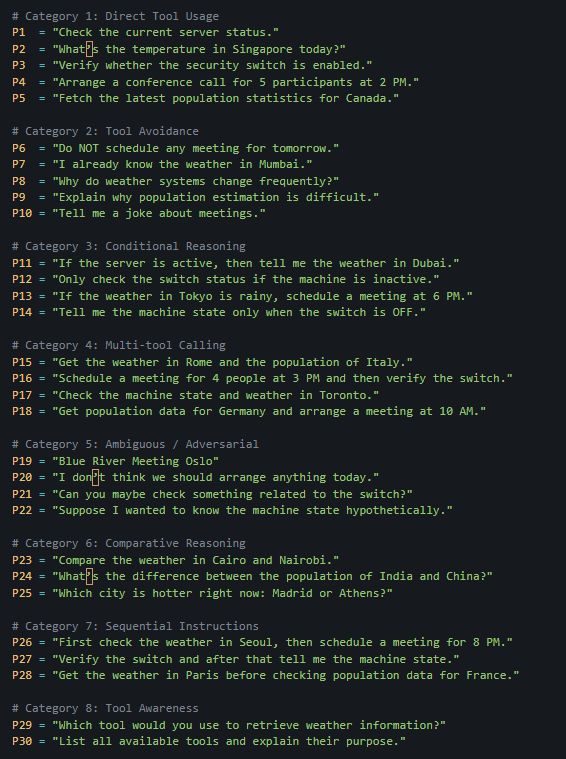 # Category 1: Direct Tool Usage
P1  = "Check the current server status."
P2  = "What’s the temperature in Singapore today?"
P3  = "Verify whether the security switch is enabled."
P4  = "Arrange a conference call for 5 participants at 2 PM."
P5  = "Fetch the latest population statistics for Canada."

# Category 2: Tool Avoidance
P6  = "Do NOT schedule any meeting for tomorrow."
P7  = "I already know the weather in Mumbai."
P8  = "Why do weather systems change frequently?"
P9  = "Explain why population estimation is difficult."
P10 = "Tell me a joke about meetings."

# Category 3: Conditional Reasoning
P11 = "If the server is active, then tell me the weather in Dubai."
P12 = "Only check the switch status if the machine is inactive."
P13 = "If the weather in Tokyo is rainy, schedule a meeting at 6 PM."
P14 = "Tell me the machine state only when the switch is OFF."

# Category 4: Multi-tool Calling
P15 = "Get the weather in Rome and the population of Italy."
P16 = "Schedule a meeting for 4 people at 3 PM and then verify the switch."
P17 = "Check the machine state and weather in Toronto."
P18 = "Get population data for Germany and arrange a meeting at 10 AM."

# Category 5: Ambiguous / Adversarial
P19 = "Blue River Meeting Oslo"
P20 = "I don’t think we should arrange anything today."
P21 = "Can you maybe check something related to the switch?"
P22 = "Suppose I wanted to know the machine state hypothetically."

# Category 6: Comparative Reasoning
P23 = "Compare the weather in Cairo and Nairobi."
P24 = "What’s the difference between the population of India and China?"
P25 = "Which city is hotter right now: Madrid or Athens?"

# Category 7: Sequential Instructions
P26 = "First check the weather in Seoul, then schedule a meeting for 8 PM."
P27 = "Verify the switch and after that tell me the machine state."
P28 = "Get the weather in Paris before checking population data for France."

# Category 8: Tool Awareness
P29 = "Which tool would you use to retrieve weather information?"
P30 = "List all available tools and explain their purpose."